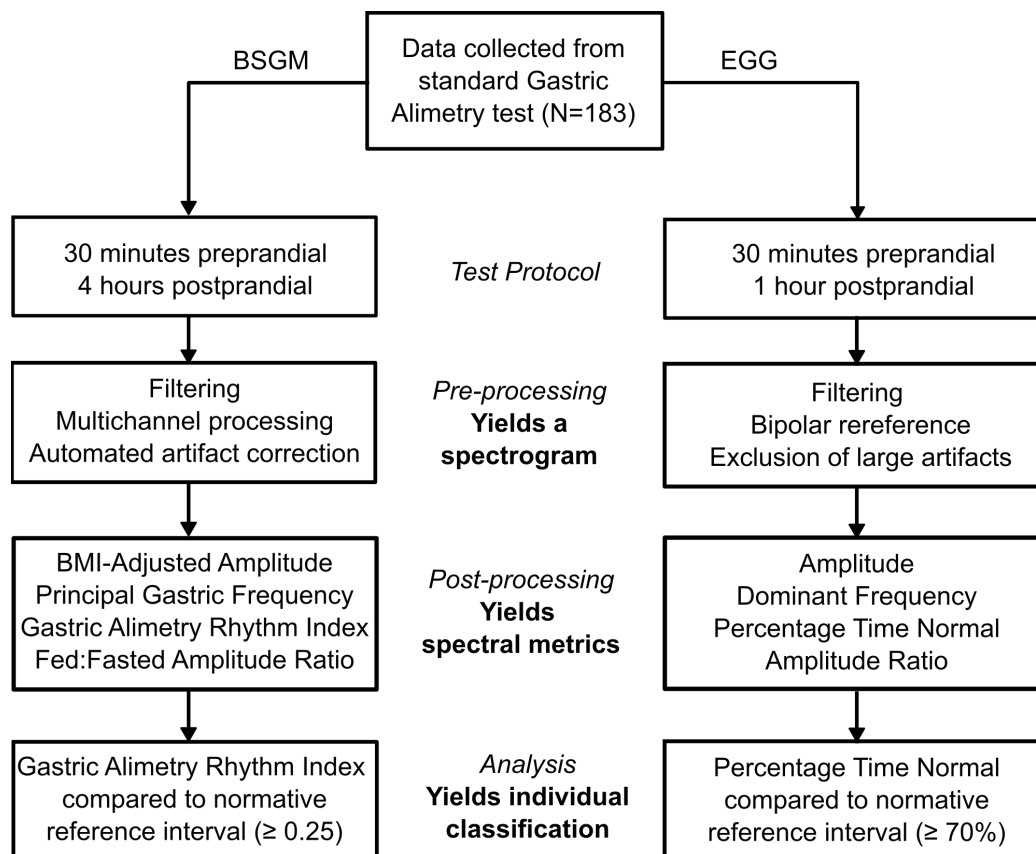 Data collected from
standard Gastric
Alimetry test (N=183)
BSGM
EGG
30 minutes preprandial
4 hours postprandial
Test Protocol
30 minutes preprandial
1 hour postprandial
Filtering
Multichannel processing
Automated artifact correction
Pre-processing
Yields a
spectrogram
Filtering
Bipolar rereference
Exclusion of large artifacts
BMI-Adjusted Amplitude
Principal Gastric Frequency
Gastric Alimetry Rhythm Index
Fed:Fasted Amplitude Ratio
Post-processing
Yields
spectral metrics
Amplitude
Dominant Frequency
Percentage Time Normal
Amplitude Ratio
Gastric Alimetry Rhythm Index
compared to normative
reference interval (≥ 0.25)
Analysis
Yields individual
classification
Percentage Time Normal
compared to normative
reference interval (≥ 70%)